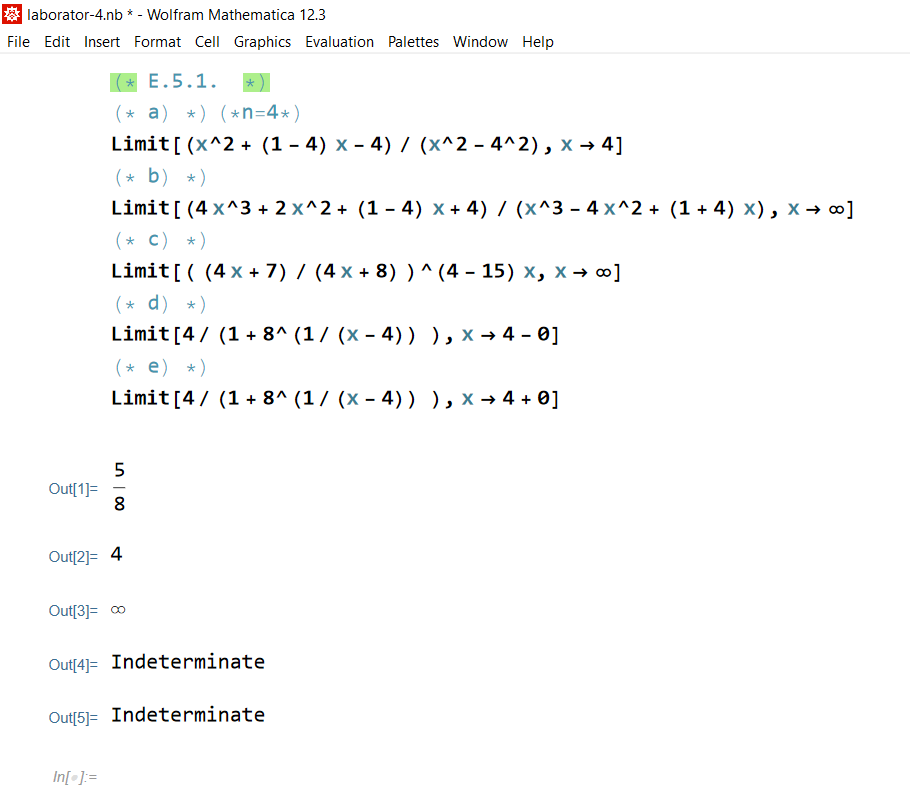 laborator-4.nb * - Wolfram Mathematica 12.3
File Edit Insert Format Cell Graphics Evaluation Palettes Window Help
(* E.5.1. *)
(* a) *) (*n=4*)
Limit[(x^2 + (1 - 4) x - 4) / (x^2 - 4^2), x → 4]
(* b) *)
Limit[(4 x^3 + 2 x^2 + (1 - 4) x + 4) / (x^3 - 4 x^2 + (1 + 4) x), x → ∞]
(* c) *)
Limit[( (4 x + 7) / (4 x + 8) )^(4 - 15) x, x → ∞]
(* d) *)
Limit[4 / (1 + 8^(1 / (x - 4)) ), x → 4 - 0]
(* e) *)
Limit[4 / (1 + 8^(1 / (x - 4)) ), x → 4 + 0]
Out[1]= 5/8
Out[2]= 4
Out[3]= ∞
Out[4]= Indeterminate
Out[5]= Indeterminate
In[•]:=